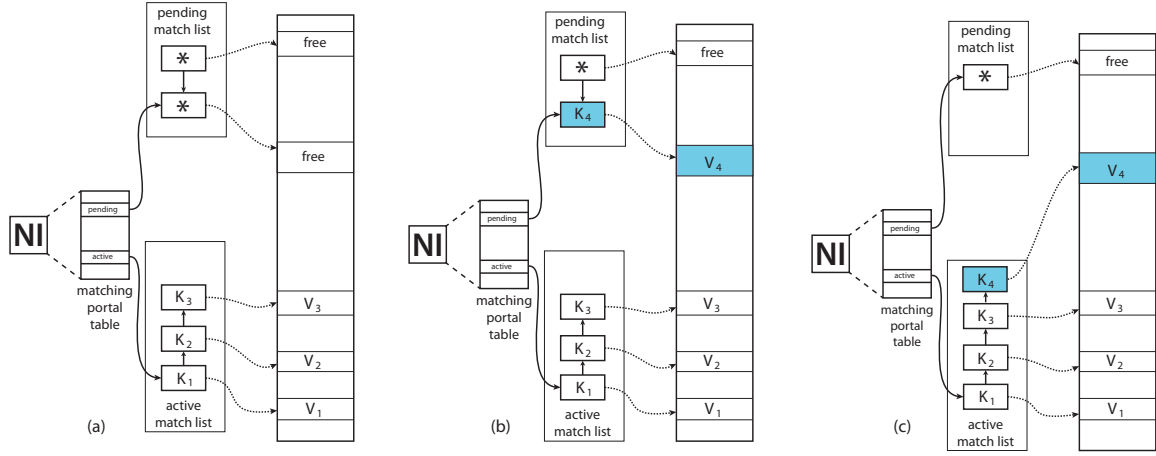 pending
match list
*
*
free
free
NI
pending
active
matching
portal
table
K3
K2
K1
V3
V2
V1
active
match list
(a)
pending
match list
*
K4
free
V4
NI
pending
active
matching
portal
table
K3
K2
K1
V3
V2
V1
active
match list
(b)
pending
match list
*
free
V4
NI
pending
active
matching
portal
table
K4
K3
K2
K1
V3
V2
V1
active
match list
(c)